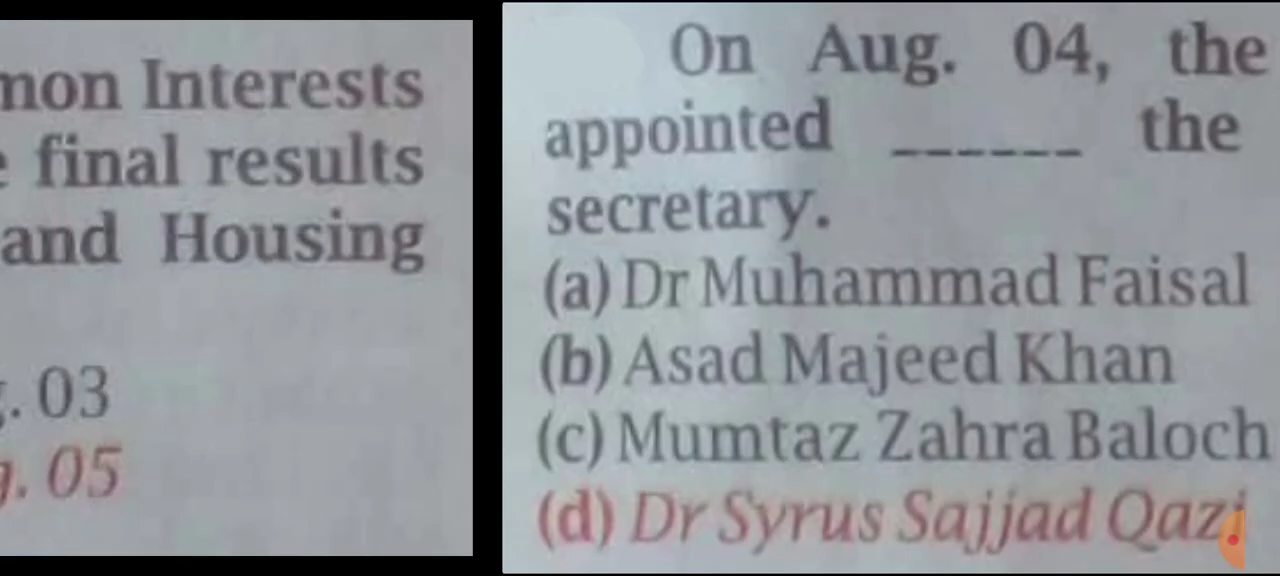 mon Interests
final results
and Housing
. 03
. 05
On Aug. 04, the
appointed ______ the
secretary.
(a) Dr Muhammad Faisal
(b) Asad Majeed Khan
(c) Mumtaz Zahra Baloch
(d) Dr Syrus Sajjad Qazi